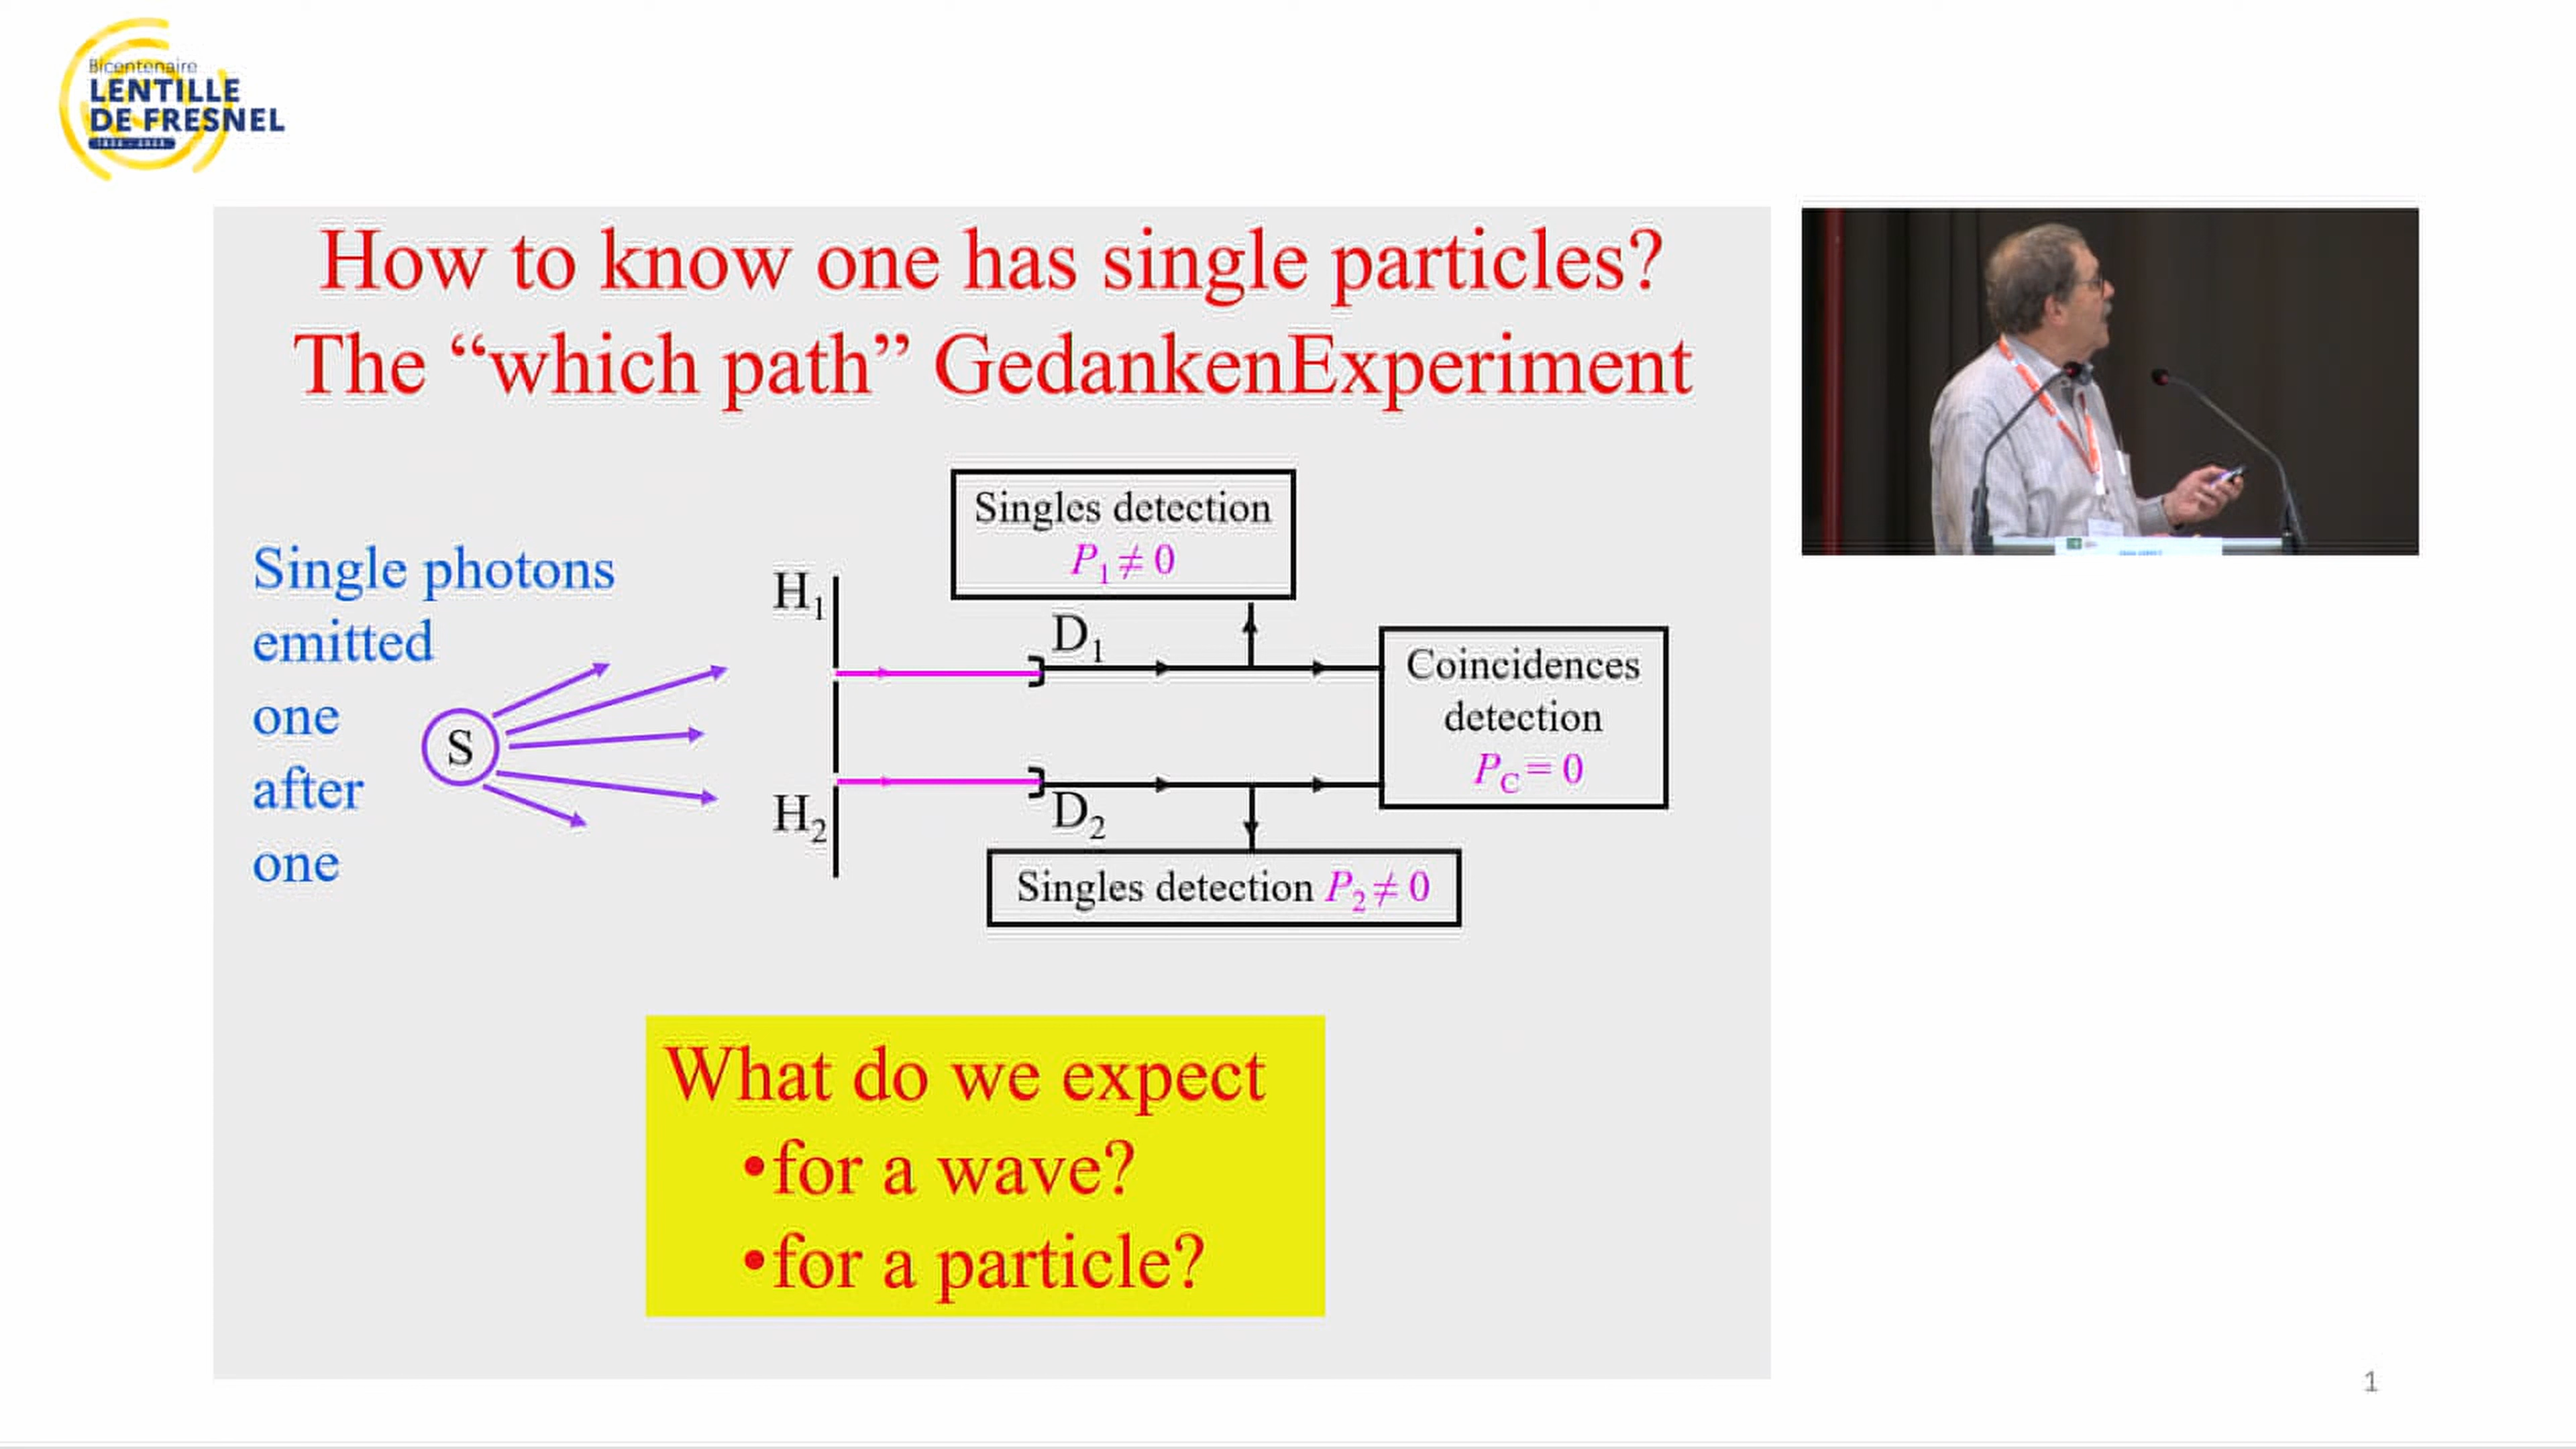 Bicentenaire
LENTILLE
DE FRESNEL
How to know one has single particles?
The “which path” GedankenExperiment
Single photons
emitted
one
after
one
S
H₁
H₂
Singles detection
P₁ ≠ 0
D₁
D₂
Coincidences
detection
P_C = 0
Singles detection P₂ ≠ 0
What do we expect
•for a wave?
•for a particle?
1